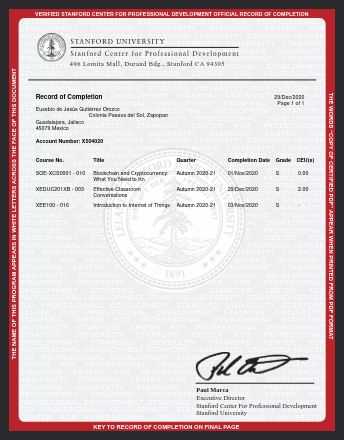 VERIFIED STANFORD CENTER FOR PROFESSIONAL DEVELOPMENT OFFICIAL RECORD OF COMPLETION
STANFORD UNIVERSITY
Stanford Center for Professional Development
496 Lomita Mall, Durand Bldg., Stanford CA 94305
Record of Completion
29/Dec/2020
Page 1 of 1
Eusebio de Jesús Gutiérrez Orozco
Colonia Paseos del Sol, Zapopan
Guadalajara, Jalisco
45079 Mexico
Account Number: X504020
Course No. Title Quarter Completion Date Grade CEU(s)
SOE-XCS0001 - 010 Blockchain and Cryptocurrency: Autumn 2020-21 01/Nov/2020 S 0.00
What You Need to Kn
XEDUC201XB - 003 Effective Classroom Autumn 2020-21 29/Dec/2020 S 2.00
Conversations
XEE100 - 016 Introduction to Internet of Things Autumn 2020-21 03/Nov/2020 S -
1891
Paul Marca
Executive Director
Stanford Center For Professional Development
Stanford University
KEY TO RECORD OF COMPLETION ON FINAL PAGE
THE NAME OF THIS PROGRAM APPEARS IN WHITE LETTERS ACROSS THE FACE OF THIS DOCUMENT
THE WORDS "COPY OF CERTIFIED PDF" APPEAR WHEN PRINTED FROM PDF FORMAT